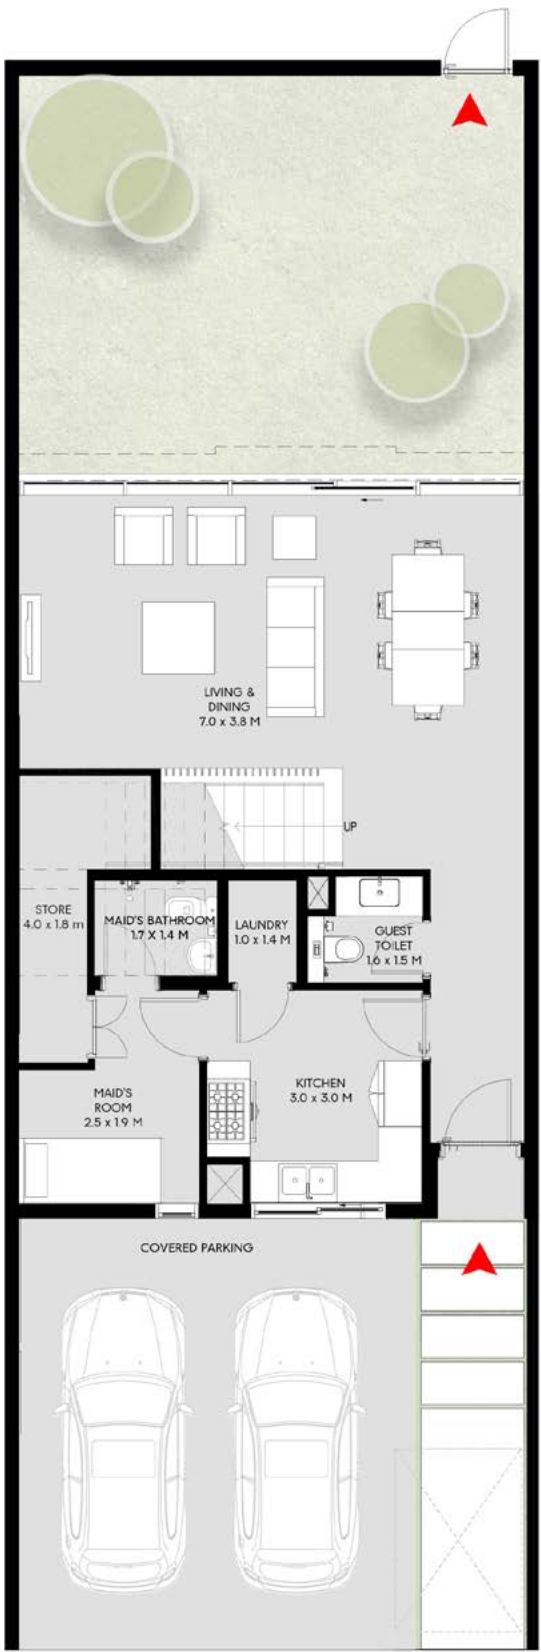 LIVING &
DINING
7.0 x 3.8 M
UP
STORE
4.0 x 1.8 m
MAID'S BATHROOM
1.7 X 1.4 M
LAUNDRY
1.0 x 1.4 M
GUEST
TOILET
1.6 x 1.5 M
MAID'S
ROOM
2.5 x 1.9 M
KITCHEN
3.0 x 3.0 M
COVERED PARKING